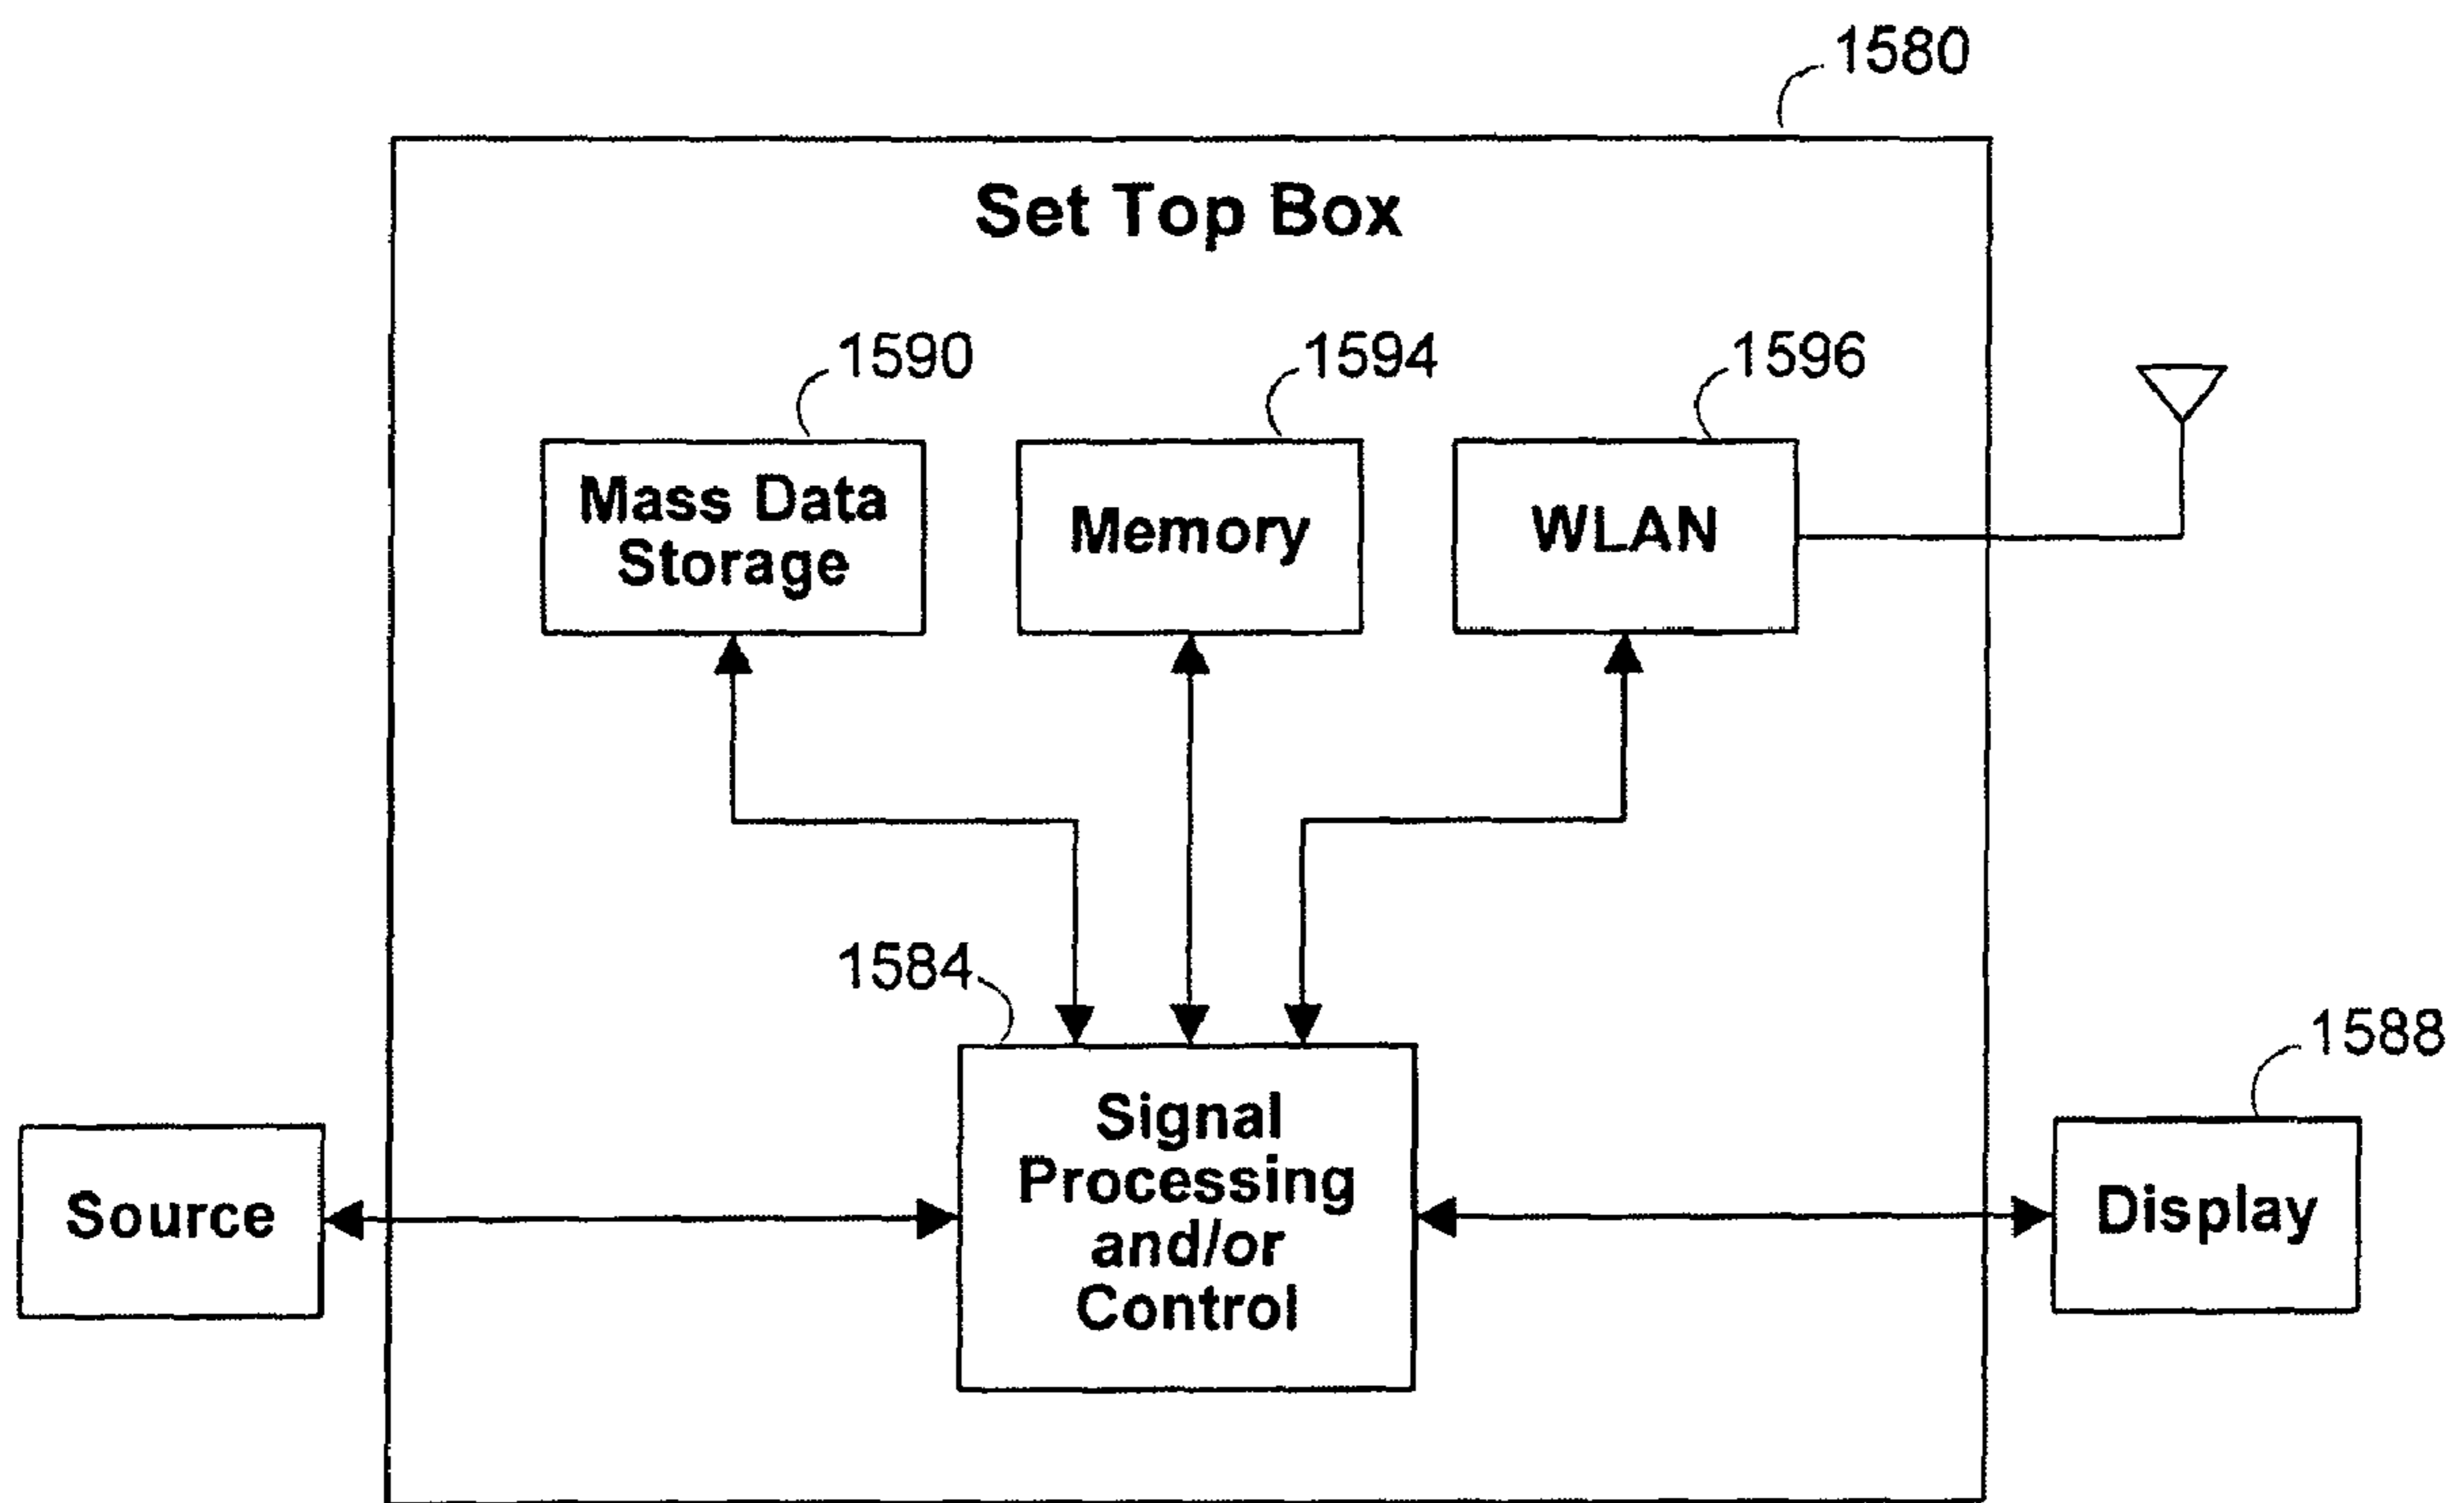 1580
Set Top Box
1590
1594
1596
Mass Data
Storage
Memory
WLAN
1584
1588
Source
Signal
Processing
and/or
Control
Display